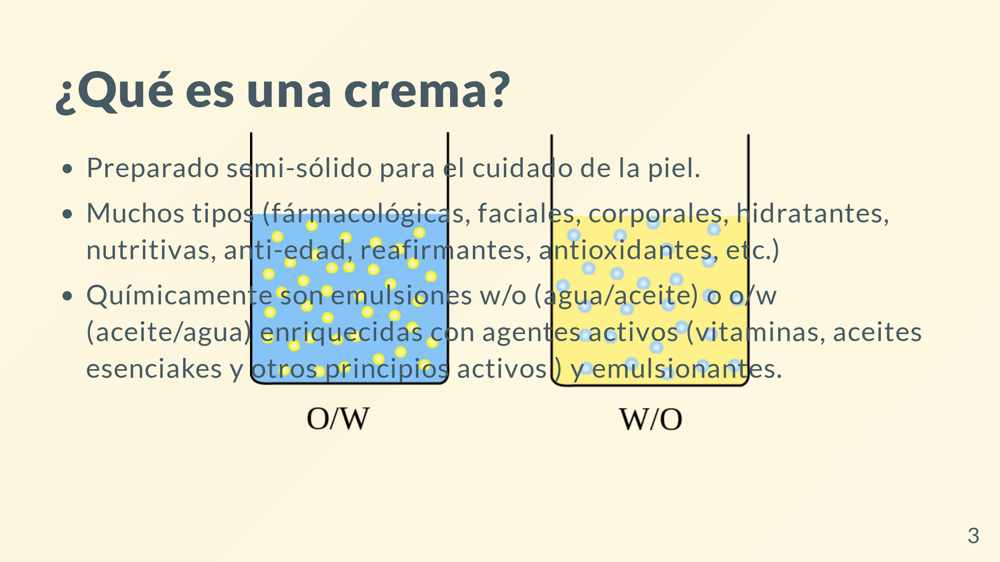 ¿Qué es una crema?
• Preparado semi-sólido para el cuidado de la piel.
• Muchos tipos (fármacológicas, faciales, corporales, hidratantes,
nutritivas, anti-edad, reafirmantes, antioxidantes, etc.)
• Químicamente son emulsiones w/o (agua/aceite) o o/w
(aceite/agua) enriquecidas con agentes activos (vitaminas, aceites
esenciakes y otros principios activos ) y emulsionantes.
O/W
W/O
3